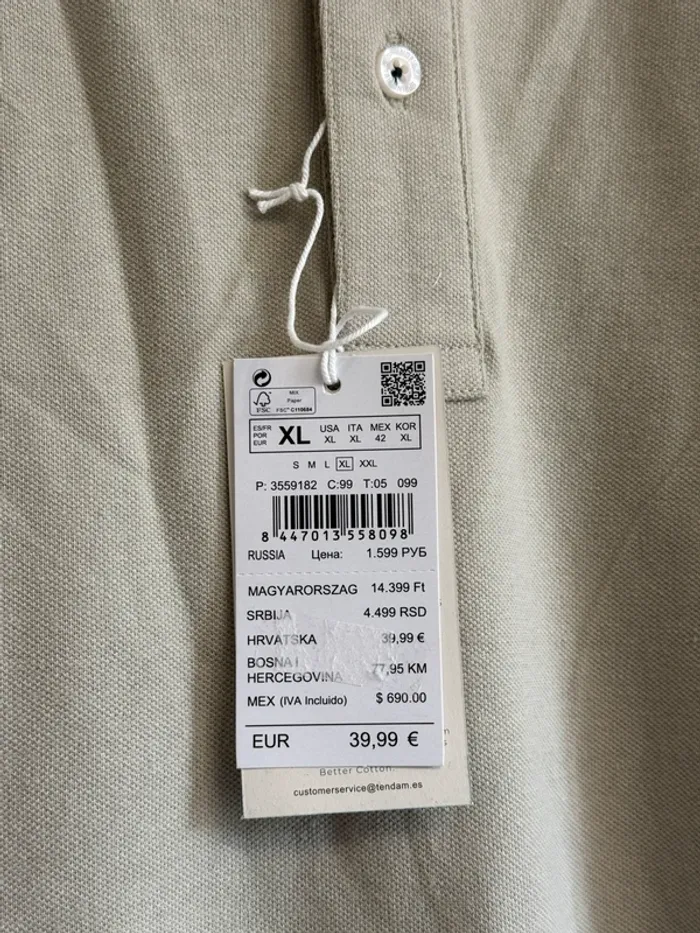 MIX
Paper
FSC
FSC® C110684
ES/FR
POR
EUR
XL
USA ITA MEX KOR
XL XL 42 XL
S M L XL XXL
P: 3559182 C:99 T:05 099
8 447013 558098
RUSSIA Цена: 1.599 РУБ
MAGYARORSZAG 14.399 Ft
SRBIJA 4.499 RSD
HRVATSKA 39,99 €
BOSNA I
HERCEGOVINA 77,95 KM
MEX (IVA Incluido) $ 690.00
EUR 39,99 €
Better Cotton.
customerservice@tendam.es